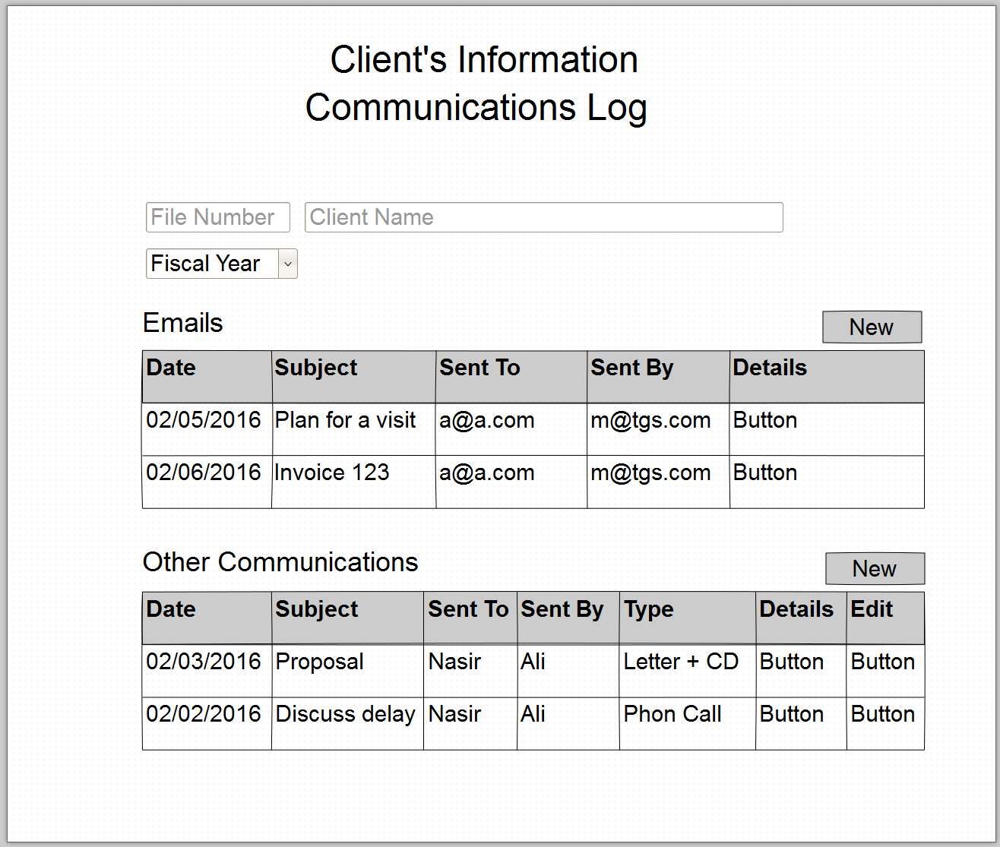 Client's Information
Communications Log
File Number Client Name
Fiscal Year
Emails New
Date Subject Sent To Sent By Details
02/05/2016 Plan for a visit a@a.com m@tgs.com Button
02/06/2016 Invoice 123 a@a.com m@tgs.com Button
Other Communications New
Date Subject Sent To Sent By Type Details Edit
02/03/2016 Proposal Nasir Ali Letter + CD Button Button
02/02/2016 Discuss delay Nasir Ali Phon Call Button Button